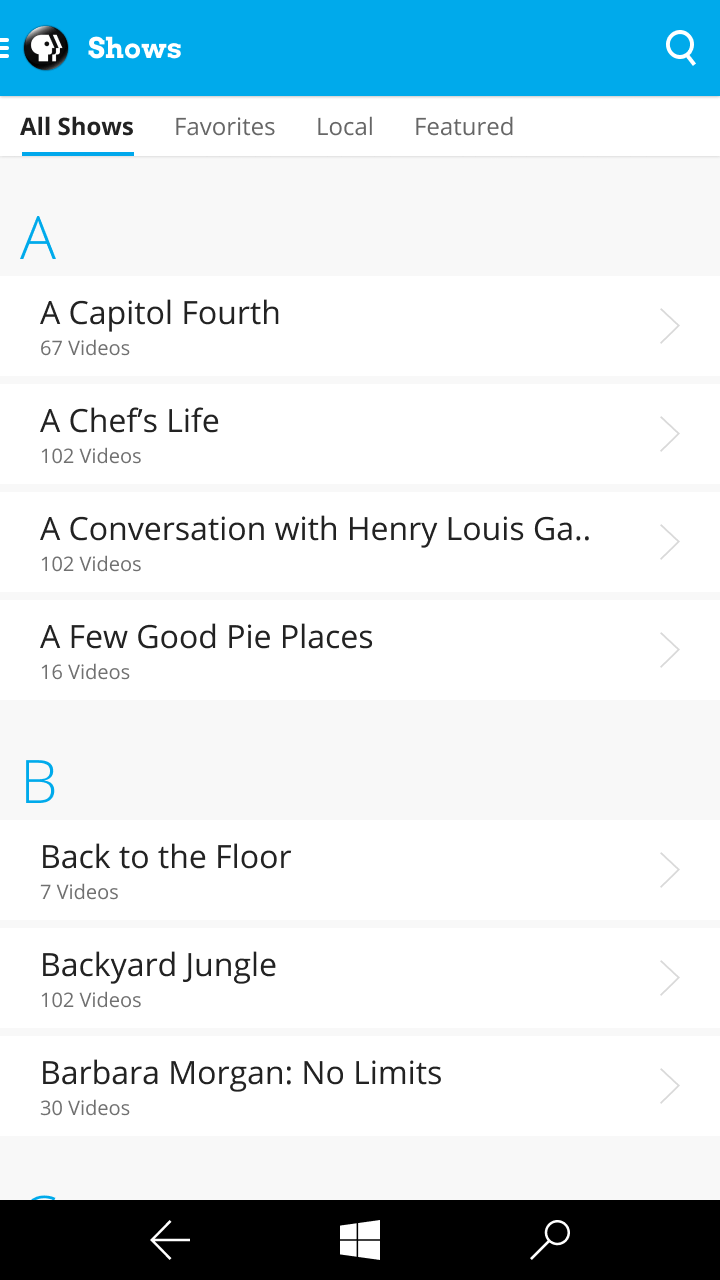 Shows
All Shows Favorites Local Featured
A
A Capitol Fourth
67 Videos
A Chef’s Life
102 Videos
A Conversation with Henry Louis Ga..
102 Videos
A Few Good Pie Places
16 Videos
B
Back to the Floor
7 Videos
Backyard Jungle
102 Videos
Barbara Morgan: No Limits
30 Videos